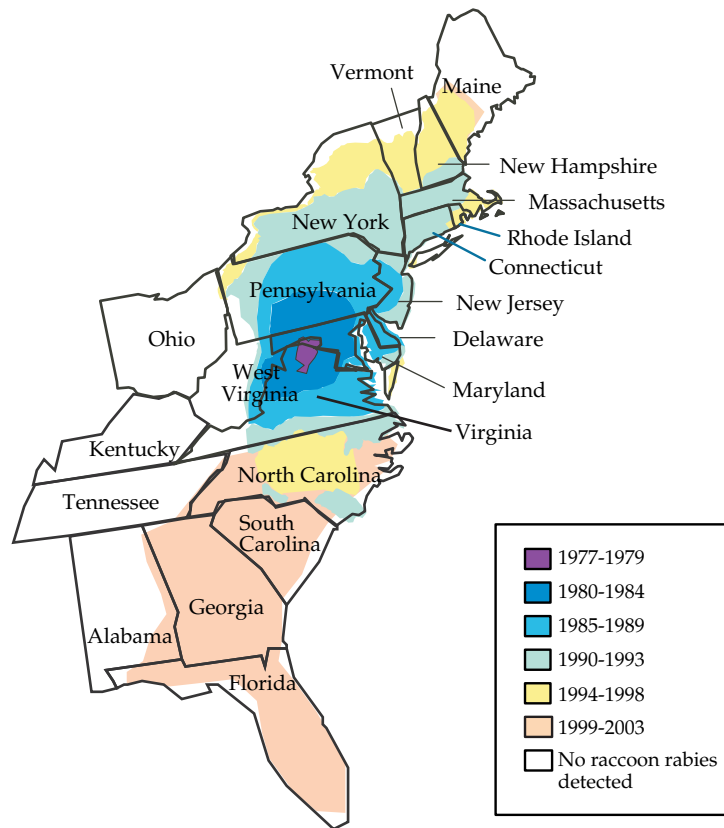 Vermont
Maine
New Hampshire
Massachusetts
New York
Rhode Island
Connecticut
Pennsylvania
New Jersey
Ohio
Delaware
West
Virginia
Maryland
Virginia
Kentucky
North Carolina
Tennessee
South
Carolina
Georgia
Alabama
Florida
1977-1979
1980-1984
1985-1989
1990-1993
1994-1998
1999-2003
No raccoon rabies
detected